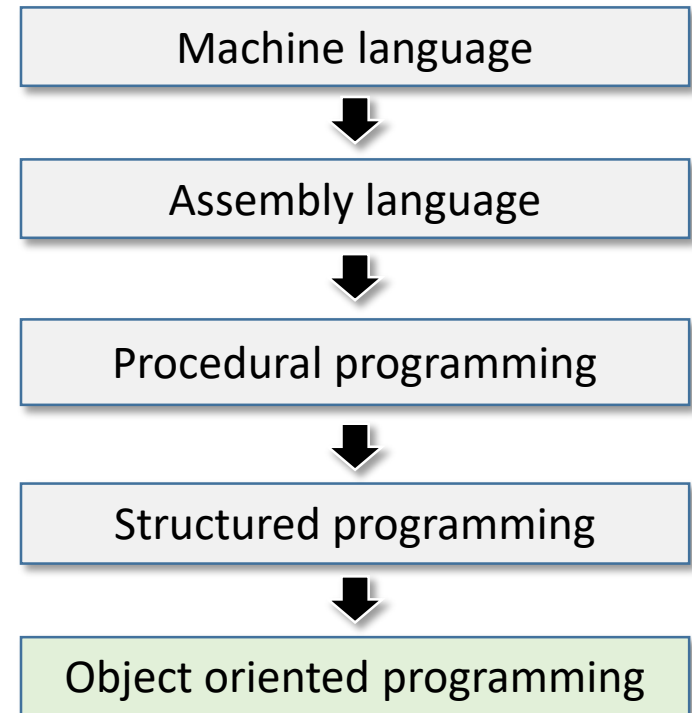 Machine language
Assembly language
Procedural programming
Structured programming
Object oriented programming